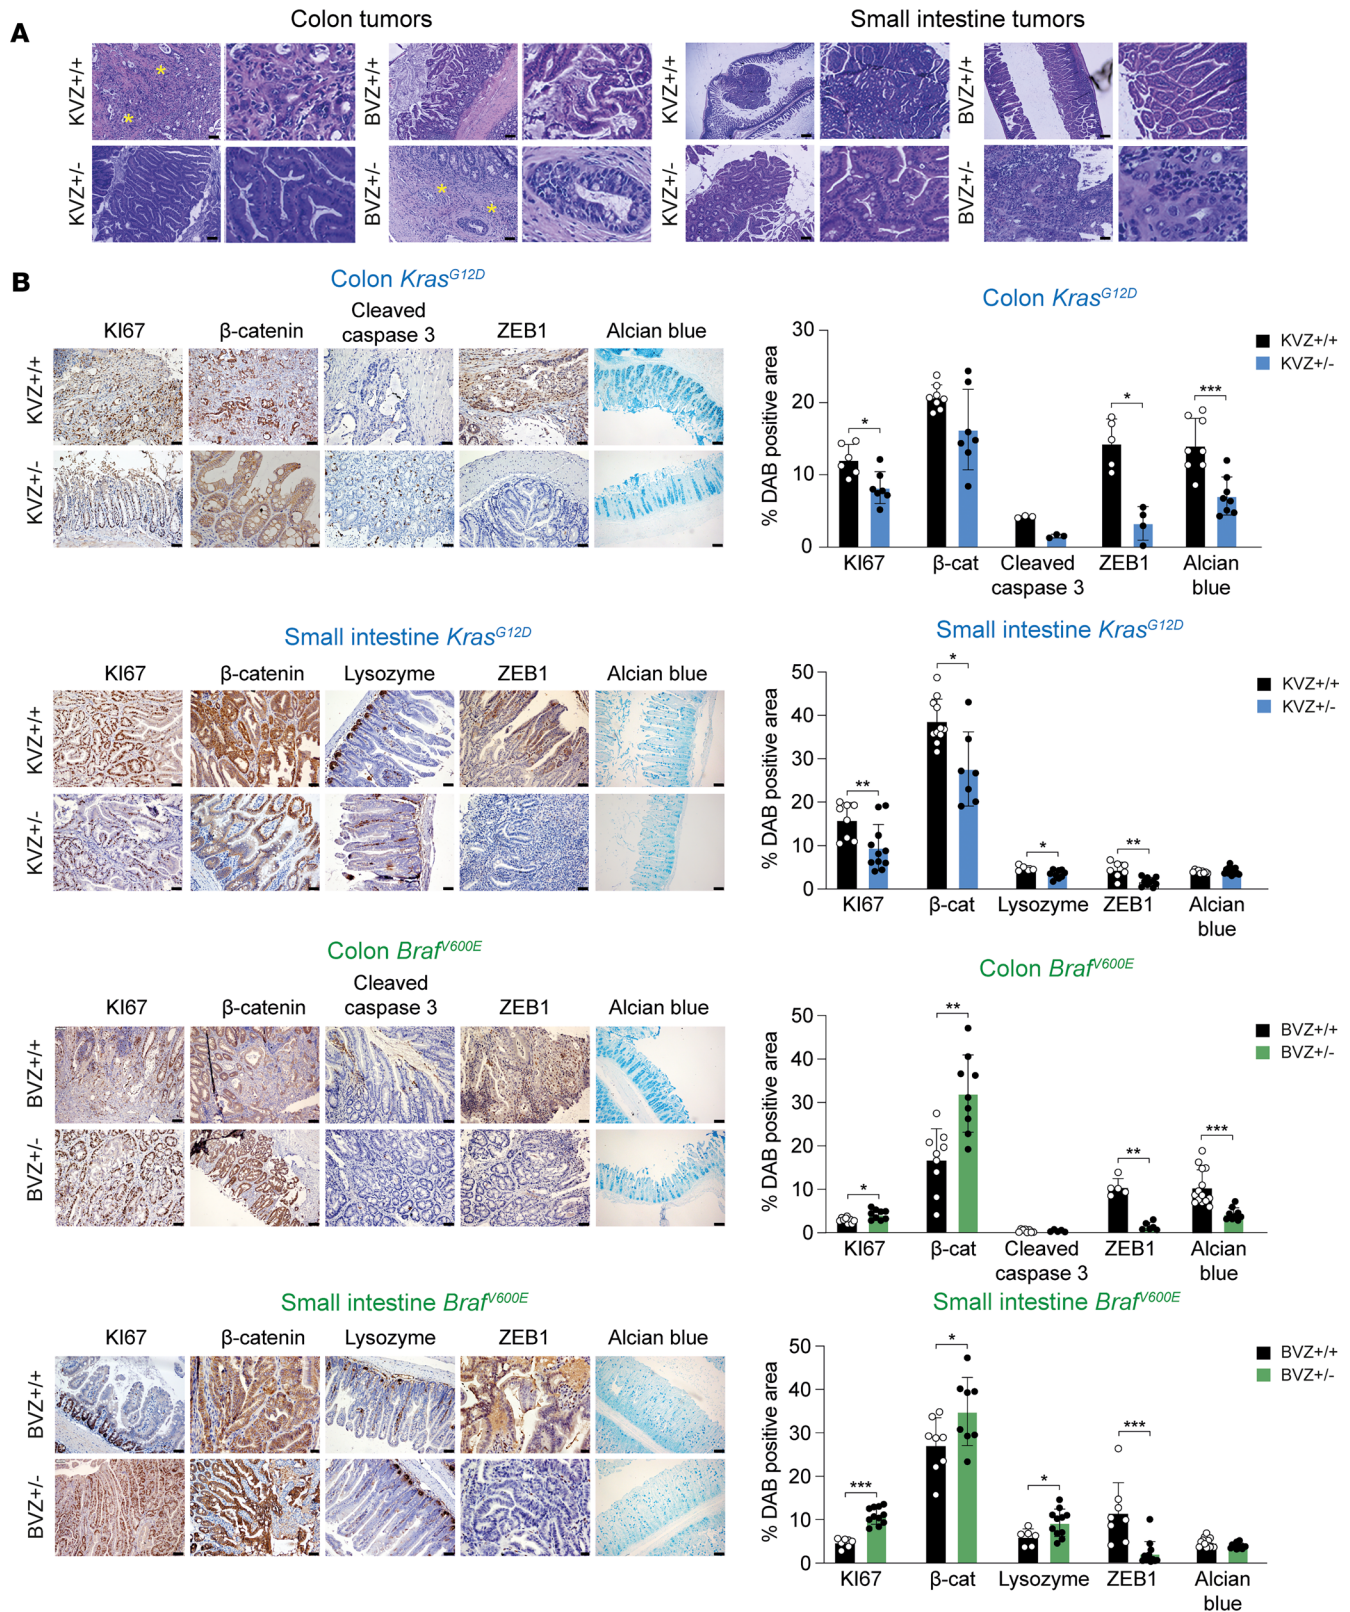 A
Colon tumors
Small intestine tumors
KVZ+/+
BVZ+/+
KVZ+/+
BVZ+/+
KVZ+/-
BVZ+/-
KVZ+/-
BVZ+/-
*
*
*
*
B
Colon KrasG12D
KI67
β-catenin
Cleaved
caspase 3
ZEB1
Alcian blue
KVZ+/+
KVZ+/-
Colon KrasG12D
% DAB positive area
30
20
10
0
*
*
***
KVZ+/+
KVZ+/-
KI67
β-cat
Cleaved
caspase 3
ZEB1
Alcian
blue
Small intestine KrasG12D
KI67
β-catenin
Lysozyme
ZEB1
Alcian blue
KVZ+/+
KVZ+/-
Small intestine KrasG12D
% DAB positive area
50
40
30
20
10
0
**
*
*
**
KVZ+/+
KVZ+/-
KI67
β-cat
Lysozyme
ZEB1
Alcian
blue
Colon BrafV600E
KI67
β-catenin
Cleaved
caspase 3
ZEB1
Alcian blue
BVZ+/+
BVZ+/-
Colon BrafV600E
% DAB positive area
50
40
30
20
10
0
*
**
**
***
BVZ+/+
BVZ+/-
KI67
β-cat
Cleaved
caspase 3
ZEB1
Alcian
blue
Small intestine BrafV600E
KI67
β-catenin
Lysozyme
ZEB1
Alcian blue
BVZ+/+
BVZ+/-
Small intestine BrafV600E
% DAB positive area
50
40
30
20
10
0
***
*
*
***
BVZ+/+
BVZ+/-
KI67
β-cat
Lysozyme
ZEB1
Alcian
blue